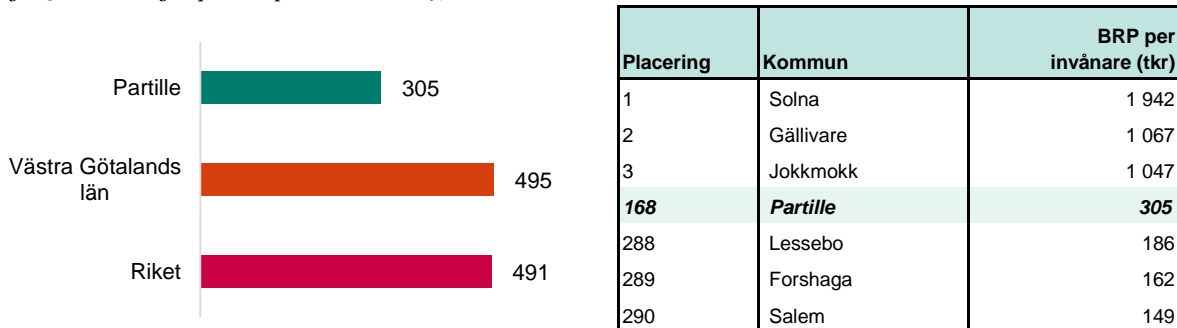 Partille
305
Västra Götalands
län
495
Riket
491
Placering Kommun BRP per
invånare (tkr)
1 Solna 1 942
2 Gällivare 1 067
3 Jokkmokk 1 047
168 Partille 305
288 Lessebo 186
289 Forshaga 162
290 Salem 149